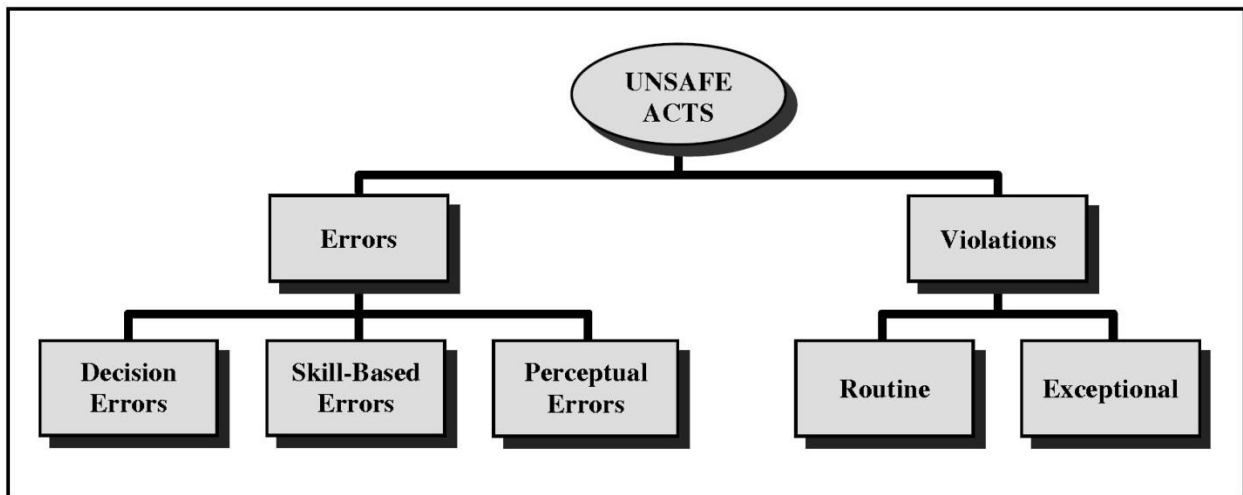 UNSAFE
ACTS
Errors
Violations
Decision
Errors
Skill-Based
Errors
Perceptual
Errors
Routine
Exceptional